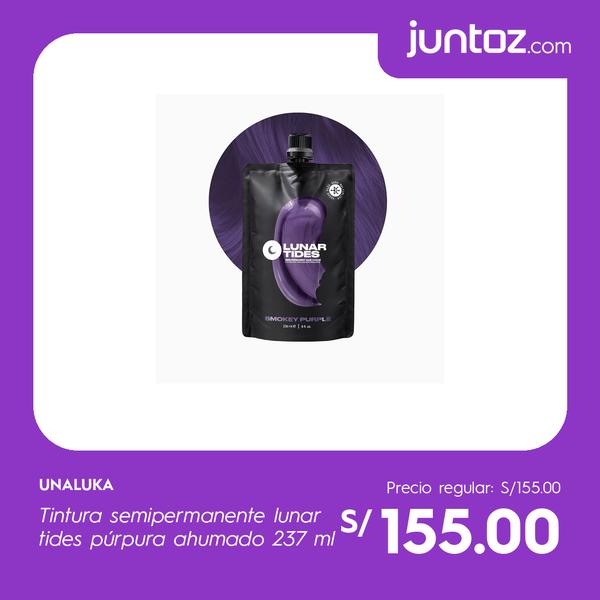 juntoz.com
LUNAR
TIDES
SMOKEY PURPLE
UNALUKA
Precio regular: S/155.00
Tintura semipermanente lunar
tides púrpura ahumado 237 ml
S/ 155.00